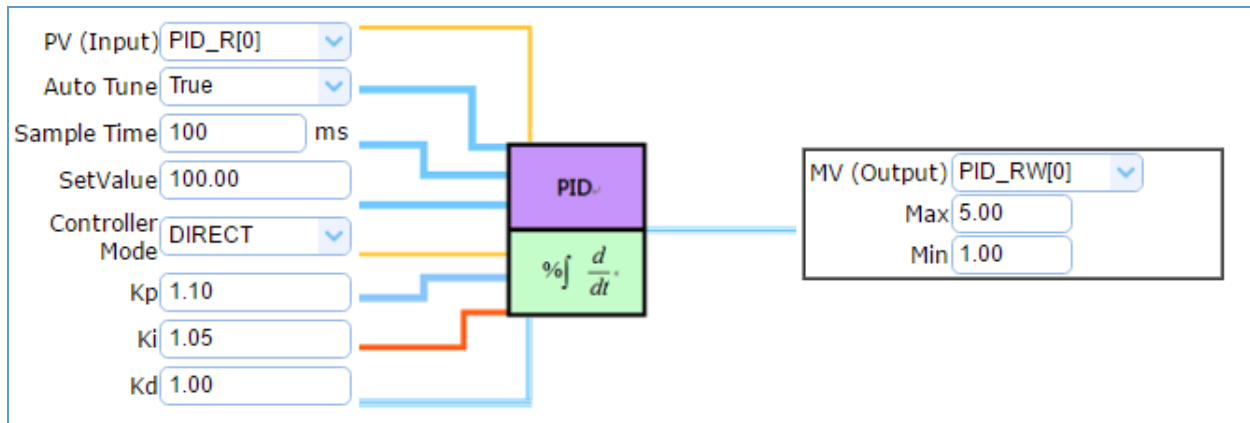 PV (Input) PID_R[0]
Auto Tune True
Sample Time 100 ms
SetValue 100.00
Controller
Mode DIRECT
Kp 1.10
Ki 1.05
Kd 1.00
PID
%∫ d/dt
MV (Output) PID_RW[0]
Max 5.00
Min 1.00